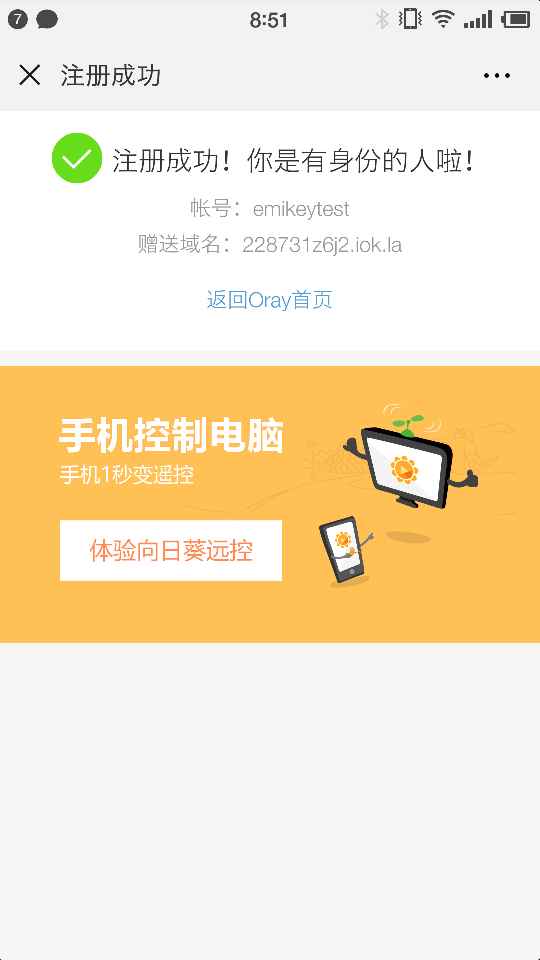 7
8:51
注册成功
注册成功！你是有身份的人啦！
帐号：emikeytest
赠送域名：228731z6j2.iok.la
返回Oray首页
手机控制电脑
手机1秒变遥控
体验向日葵远控